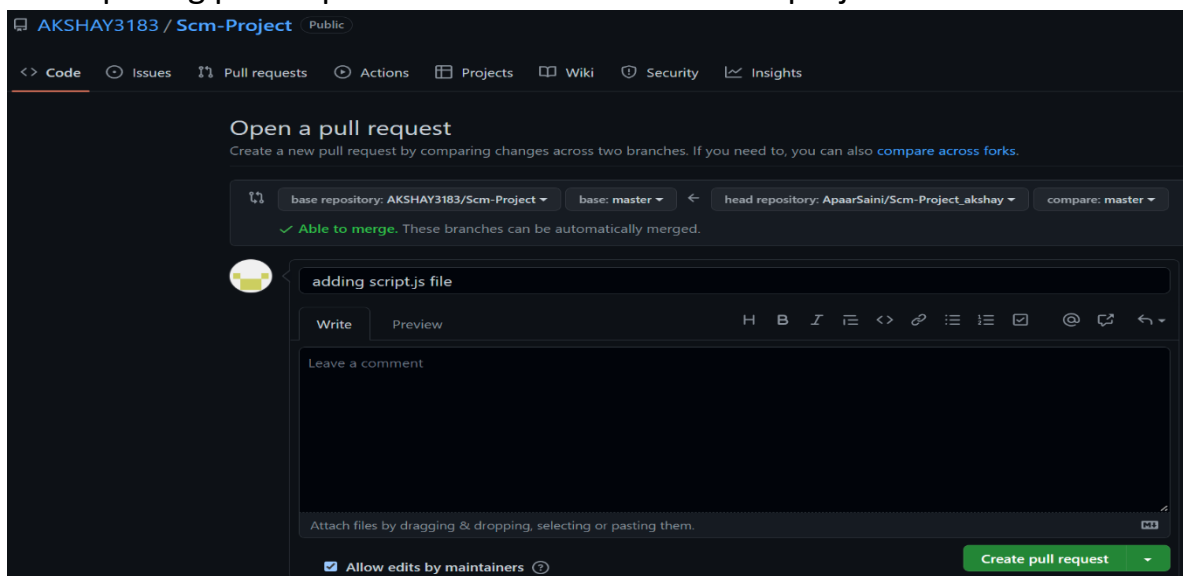 AKSHAY3183 / Scm-Project Public
Code Issues Pull requests Actions Projects Wiki Security Insights
Open a pull request
Create a new pull request by comparing changes across two branches. If you need to, you can also compare across forks.
base repository: AKSHAY3183/Scm-Project base: master ← head repository: ApaarSaini/Scm-Project_akshay compare: master
✓ Able to merge. These branches can be automatically merged.
adding script.js file
Write Preview H B I <> @
Leave a comment
Attach files by dragging & dropping, selecting or pasting them.
Allow edits by maintainers ? Create pull request